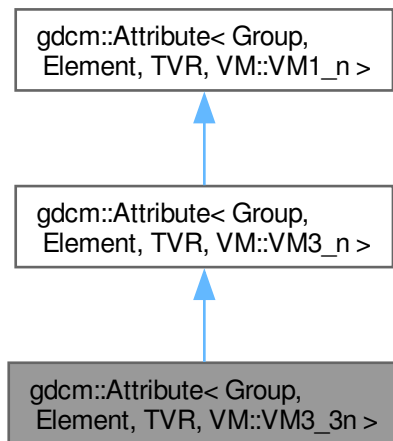 gdcm::Attribute< Group,
Element, TVR, VM::VM1_n >
gdcm::Attribute< Group,
Element, TVR, VM::VM3_n >
gdcm::Attribute< Group,
Element, TVR, VM::VM3_3n >